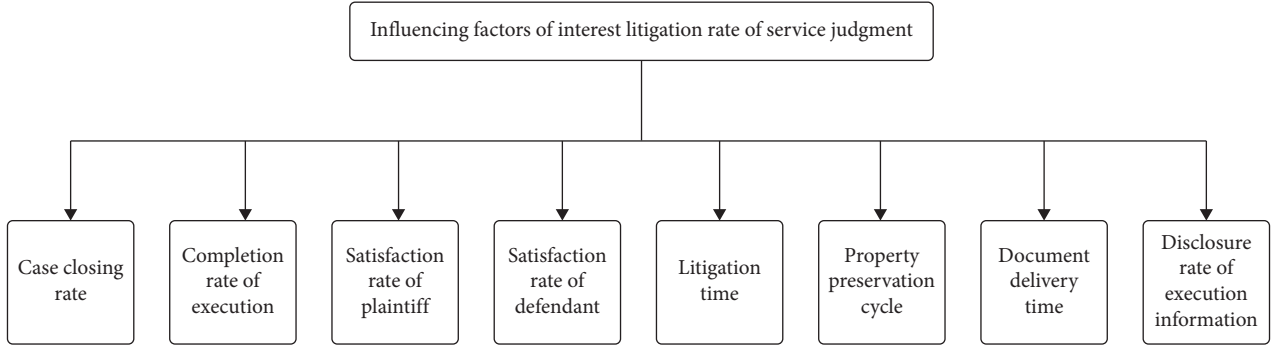 Influencing factors of interest litigation rate of service judgment
Case closing
rate
Completion
rate of
execution
Satisfaction
rate of
plaintiff
Satisfaction
rate of
defendant
Litigation
time
Property
preservation
cycle
Document
delivery
time
Disclosure
rate of
execution
information